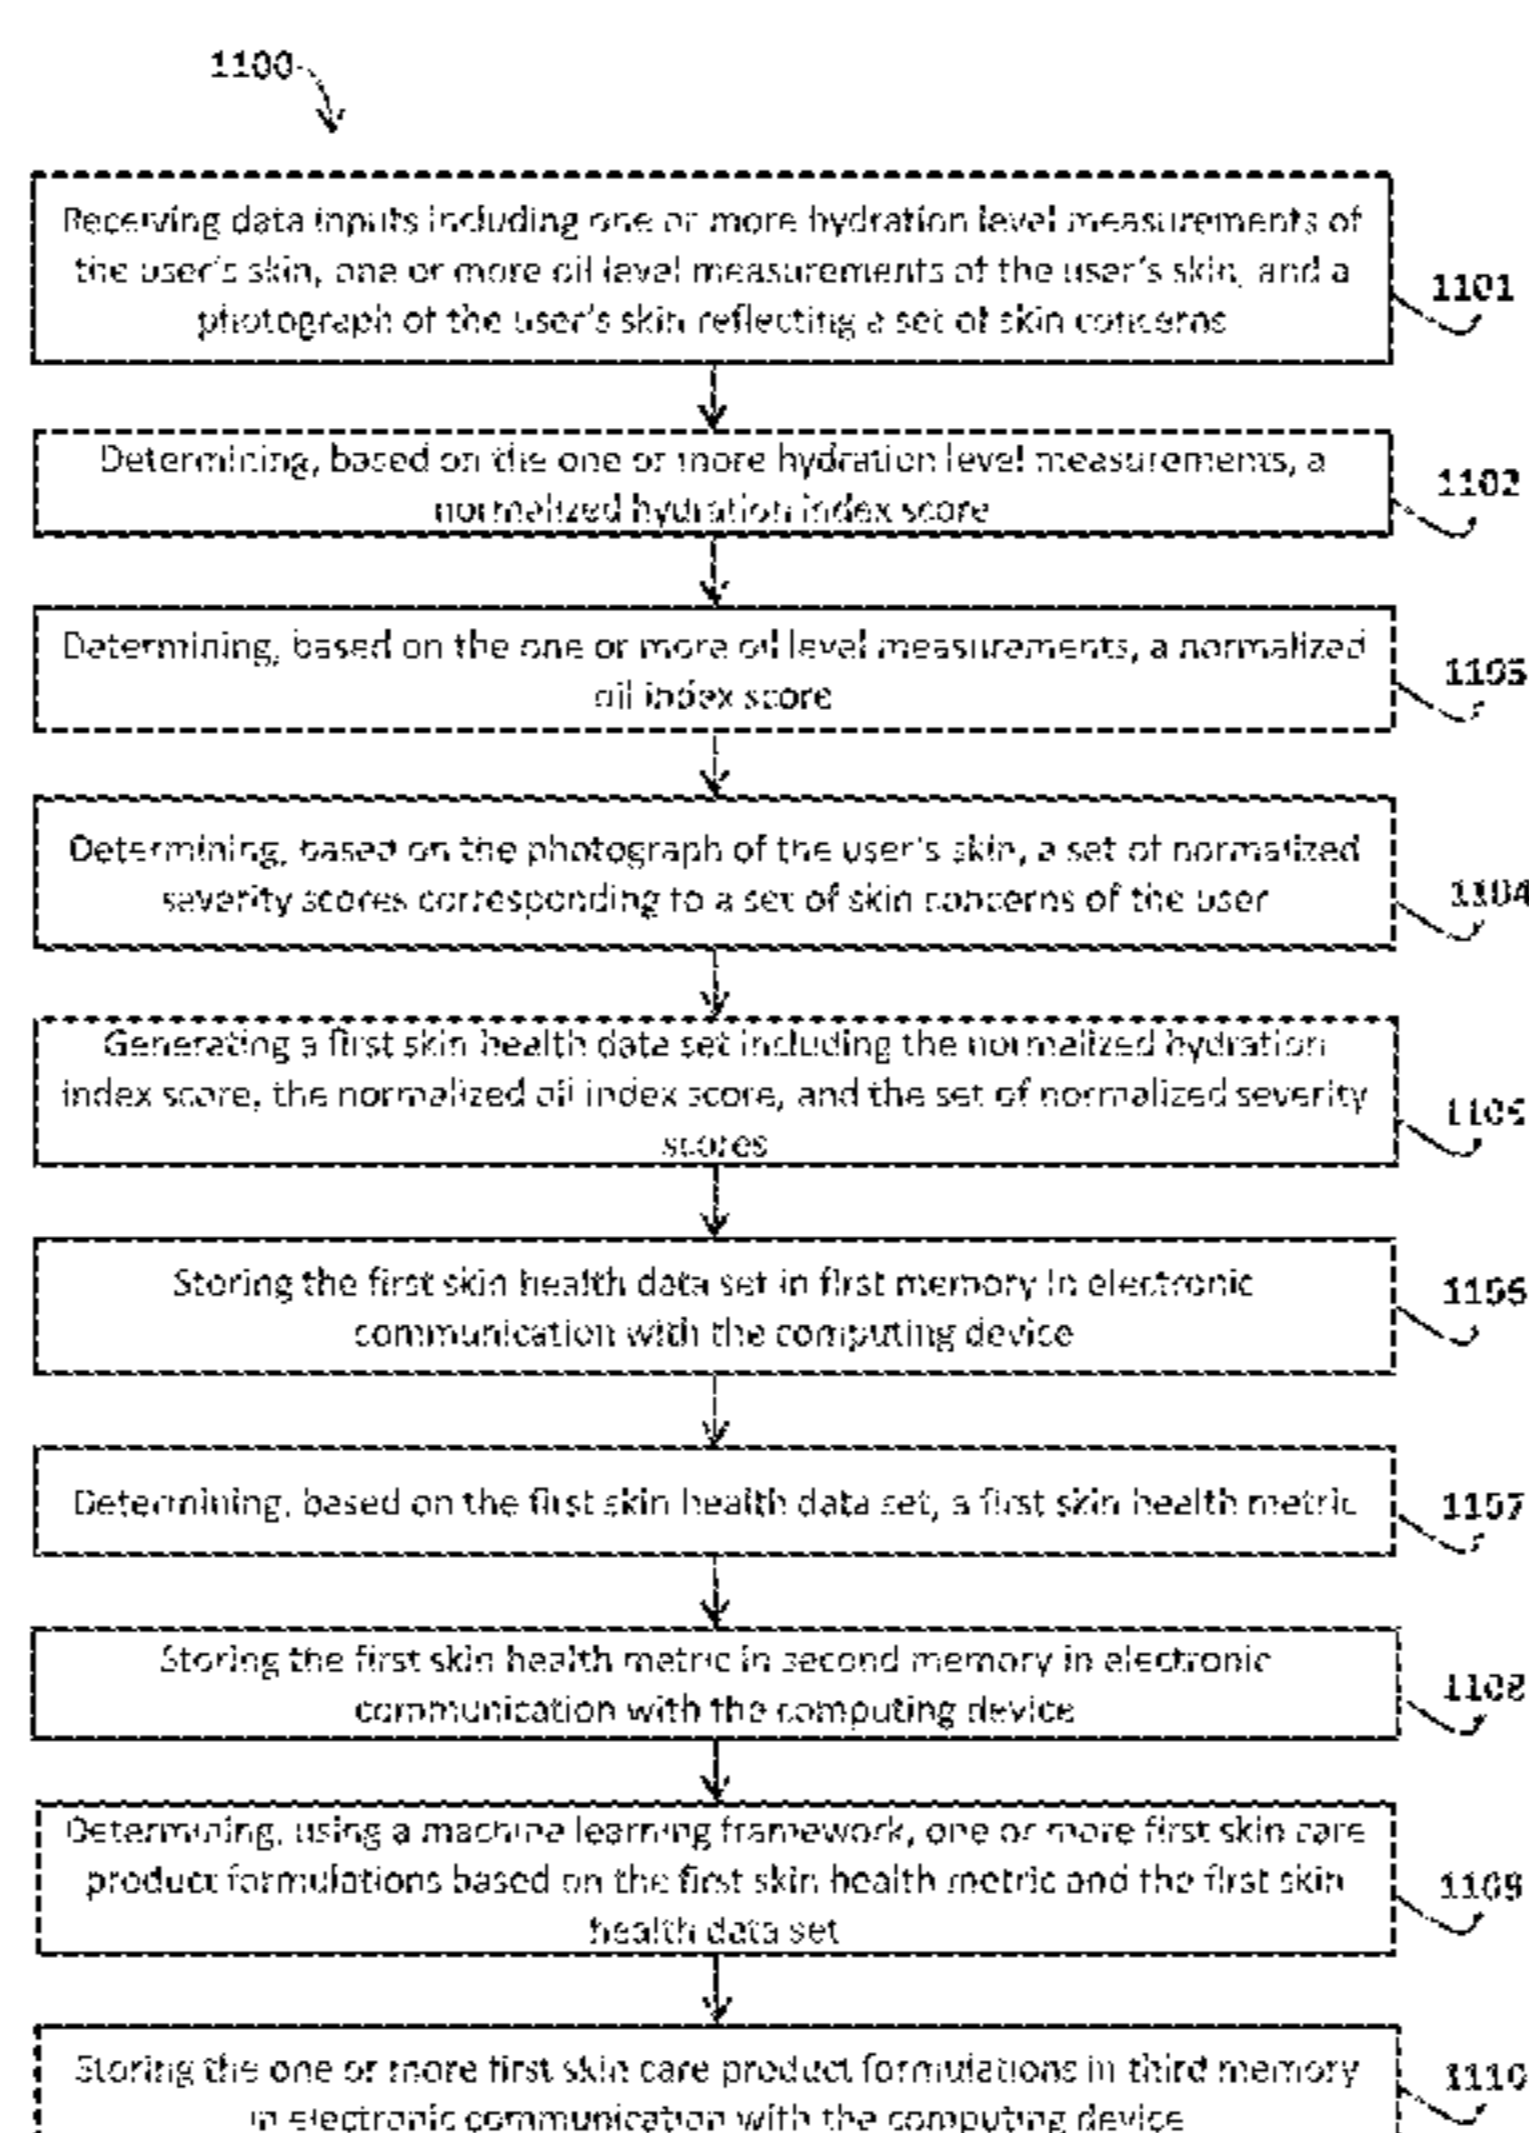 1100
Receiving data inputs including one or more hydration level measurements of
the user's skin, one or more oil level measurements of the user's skin, and a
photograph of the user's skin reflecting a set of skin concerns
1101
Determining, based on the one or more hydration level measurements, a
normalized hydration index score
1102
Determining, based on the one or more oil level measurements, a normalized
oil index score
1103
Determining, based on the photograph of the user's skin, a set of normalized
severity scores corresponding to a set of skin concerns of the user
1104
Generating a first skin health data set including the normalized hydration
index score, the normalized oil index score, and the set of normalized severity
scores
1105
Storing the first skin health data set in first memory in electronic
communication with the computing device
1106
Determining, based on the first skin health data set, a first skin health metric
1107
Storing the first skin health metric in second memory in electronic
communication with the computing device
1108
Determining, using a machine learning framework, one or more first skin care
product formulations based on the first skin health metric and the first skin
health data set
1109
Storing the one or more first skin care product formulations in third memory
in electronic communication with the computing device
1110